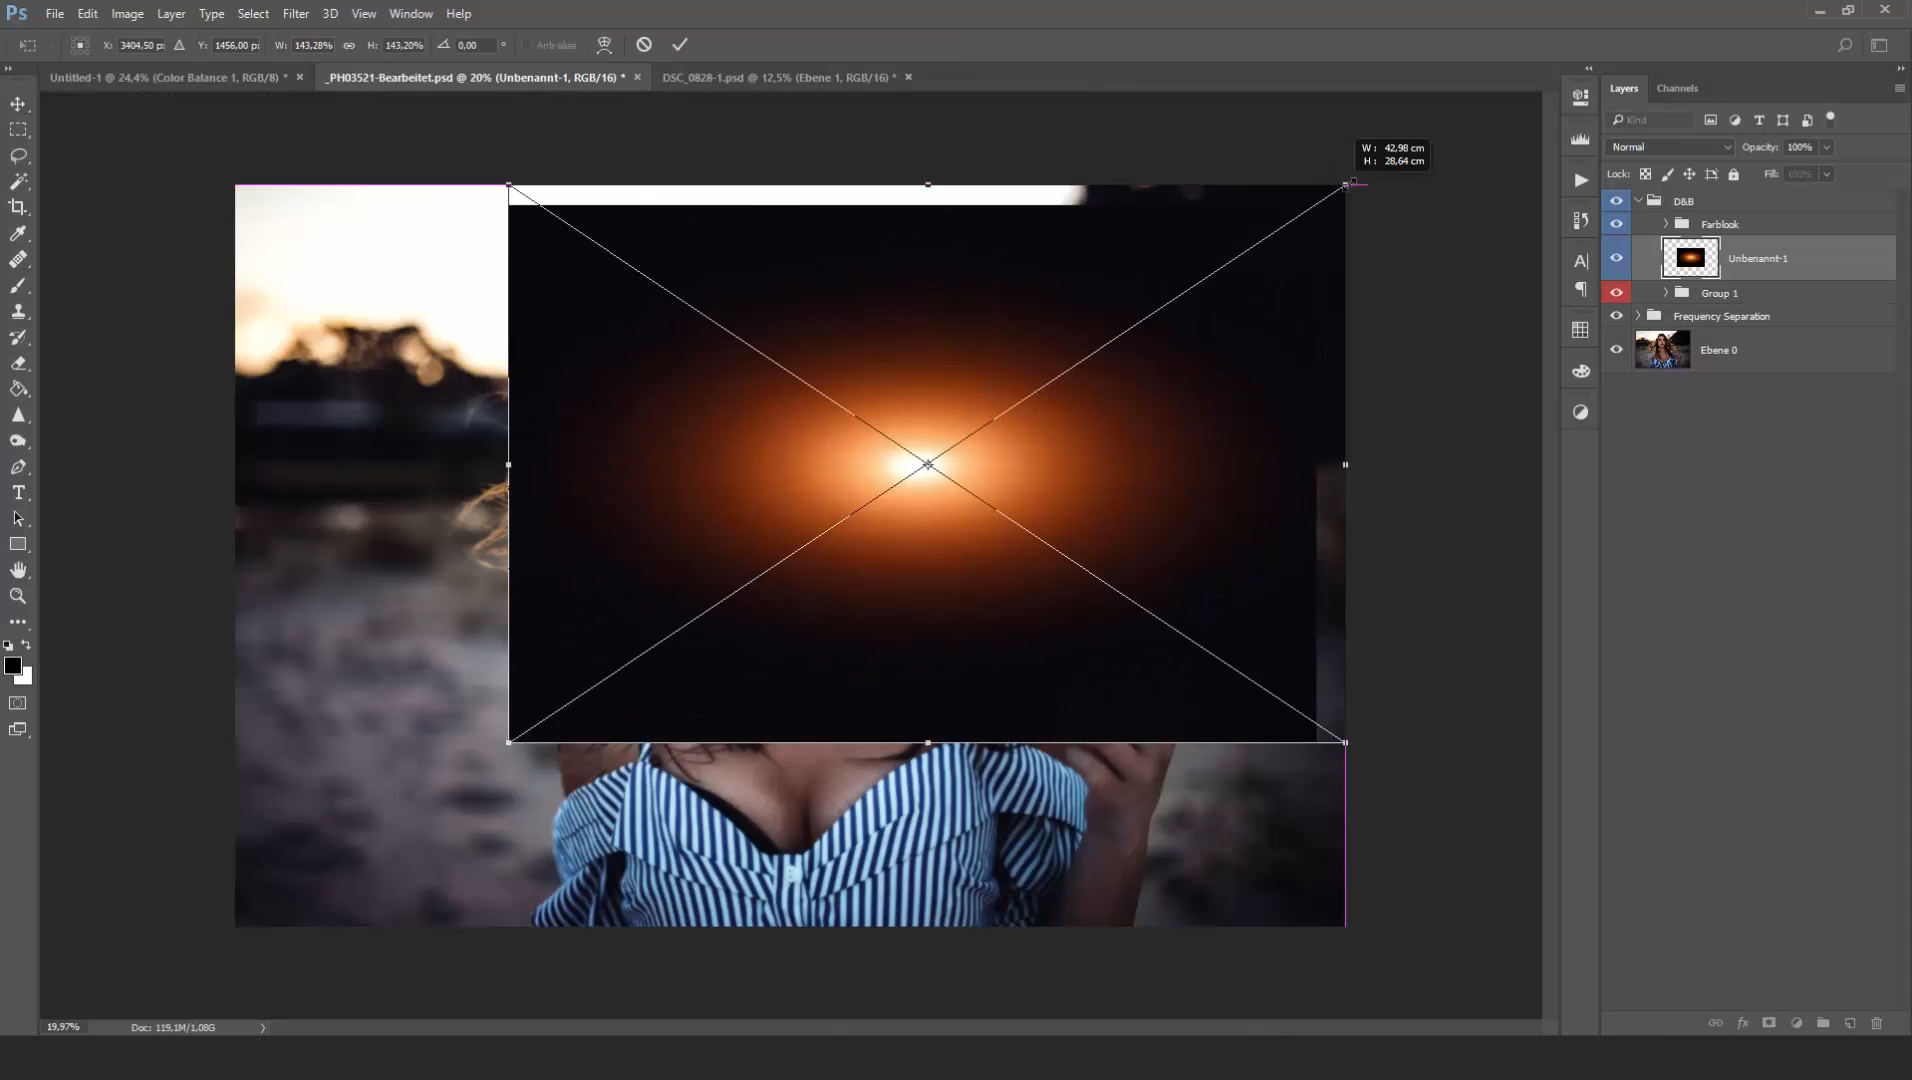 Ps File Edit Image Layer Type Select Filter 3D View Window Help
X: 3404,50 p: Y: 1456,00 p: W: 143,28% H: 143,20% 0,00 ° Anti-alias
Untitled-1 @ 24,4% (Color Balance 1, RGB/8) * × _PH03521-Bearbeitet.psd @ 20% (Unbenannt-1, RGB/16) * × DSC_0828-1.psd @ 12,5% (Ebene 1, RGB/16) * ×
Layers Channels
Kind
Normal Opacity: 100%
Lock: Fill: 100%
D&B
Farblook
Unbenannt-1
Group 1
Frequency Separation
Ebene 0
W: 42,98 cm
H: 28,64 cm
19,97% Doc: 119,1M/1,08G